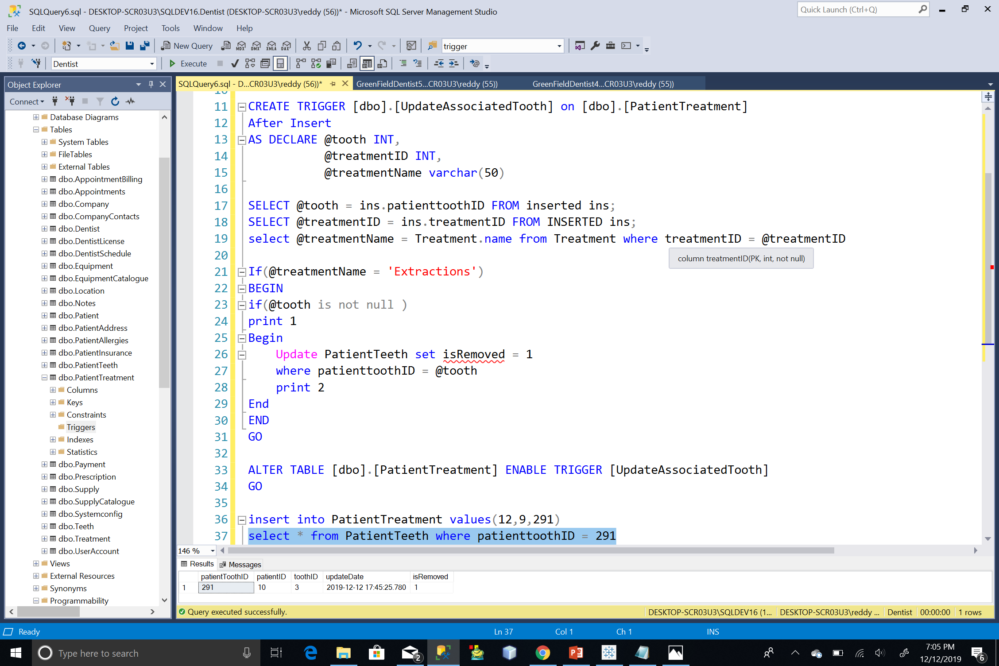 SQLQuery6.sql - DESKTOP-SCR03U3\SQLDEV16.Dentist (DESKTOP-SCR03U3\reddy (56))* - Microsoft SQL Server Management Studio
Quick Launch (Ctrl+Q)
File Edit View Query Project Tools Window Help
New Query MDX DMX XMLA DAX trigger
Dentist Execute
Object Explorer
SQLQuery6.sql - D...CR03U3\reddy (56))* GreenFieldDentist5...CR03U3\reddy (55)) GreenFieldDentist4...CR03U3\reddy (55))
Connect
Database Diagrams
Tables
System Tables
FileTables
External Tables
dbo.AppointmentBilling
dbo.Appointments
dbo.Company
dbo.CompanyContacts
dbo.Dentist
dbo.DentistLicense
dbo.DentistSchedule
dbo.Equipment
dbo.EquipmentCatalogue
dbo.Location
dbo.Notes
dbo.Patient
dbo.PatientAddress
dbo.PatientAllergies
dbo.PatientInsurance
dbo.PatientTeeth
dbo.PatientTreatment
Columns
Keys
Constraints
Triggers
Indexes
Statistics
dbo.Payment
dbo.Prescription
dbo.Supply
dbo.SupplyCatalogue
dbo.Systemconfig
dbo.Teeth
dbo.Treatment
dbo.UserAccount
Views
External Resources
Synonyms
Programmability
10
11 CREATE TRIGGER [dbo].[UpdateAssociatedTooth] on [dbo].[PatientTreatment]
12 After Insert
13 AS DECLARE @tooth INT,
14 @treatmentID INT,
15 @treatmentName varchar(50)
16
17 SELECT @tooth = ins.patienttoothID FROM inserted ins;
18 SELECT @treatmentID = ins.treatmentID FROM INSERTED ins;
19 select @treatmentName = Treatment.name from Treatment where treatmentID = @treatmentID
column treatmentID(PK, int, not null)
20
21 If(@treatmentName = 'Extractions')
22 BEGIN
23 if(@tooth is not null )
24 print 1
25 Begin
26 Update PatientTeeth set isRemoved = 1
27 where patienttoothID = @tooth
28 print 2
29 End
30 END
31 GO
32
33 ALTER TABLE [dbo].[PatientTreatment] ENABLE TRIGGER [UpdateAssociatedTooth]
34 GO
35
36 insert into PatientTreatment values(12,9,291)
37 select * from PatientTeeth where patienttoothID = 291
146 %
Results Messages
patientToothID patientID toothID updateDate isRemoved
1 291 10 3 2019-12-12 17:45:25.780 1
Query executed successfully. DESKTOP-SCR03U3\SQLDEV16 (1... DESKTOP-SCR03U3\reddy ... Dentist 00:00:00 1 rows
Ready Ln 37 Col 1 Ch 1 INS
Type here to search
2
7:05 PM
12/12/2019
6